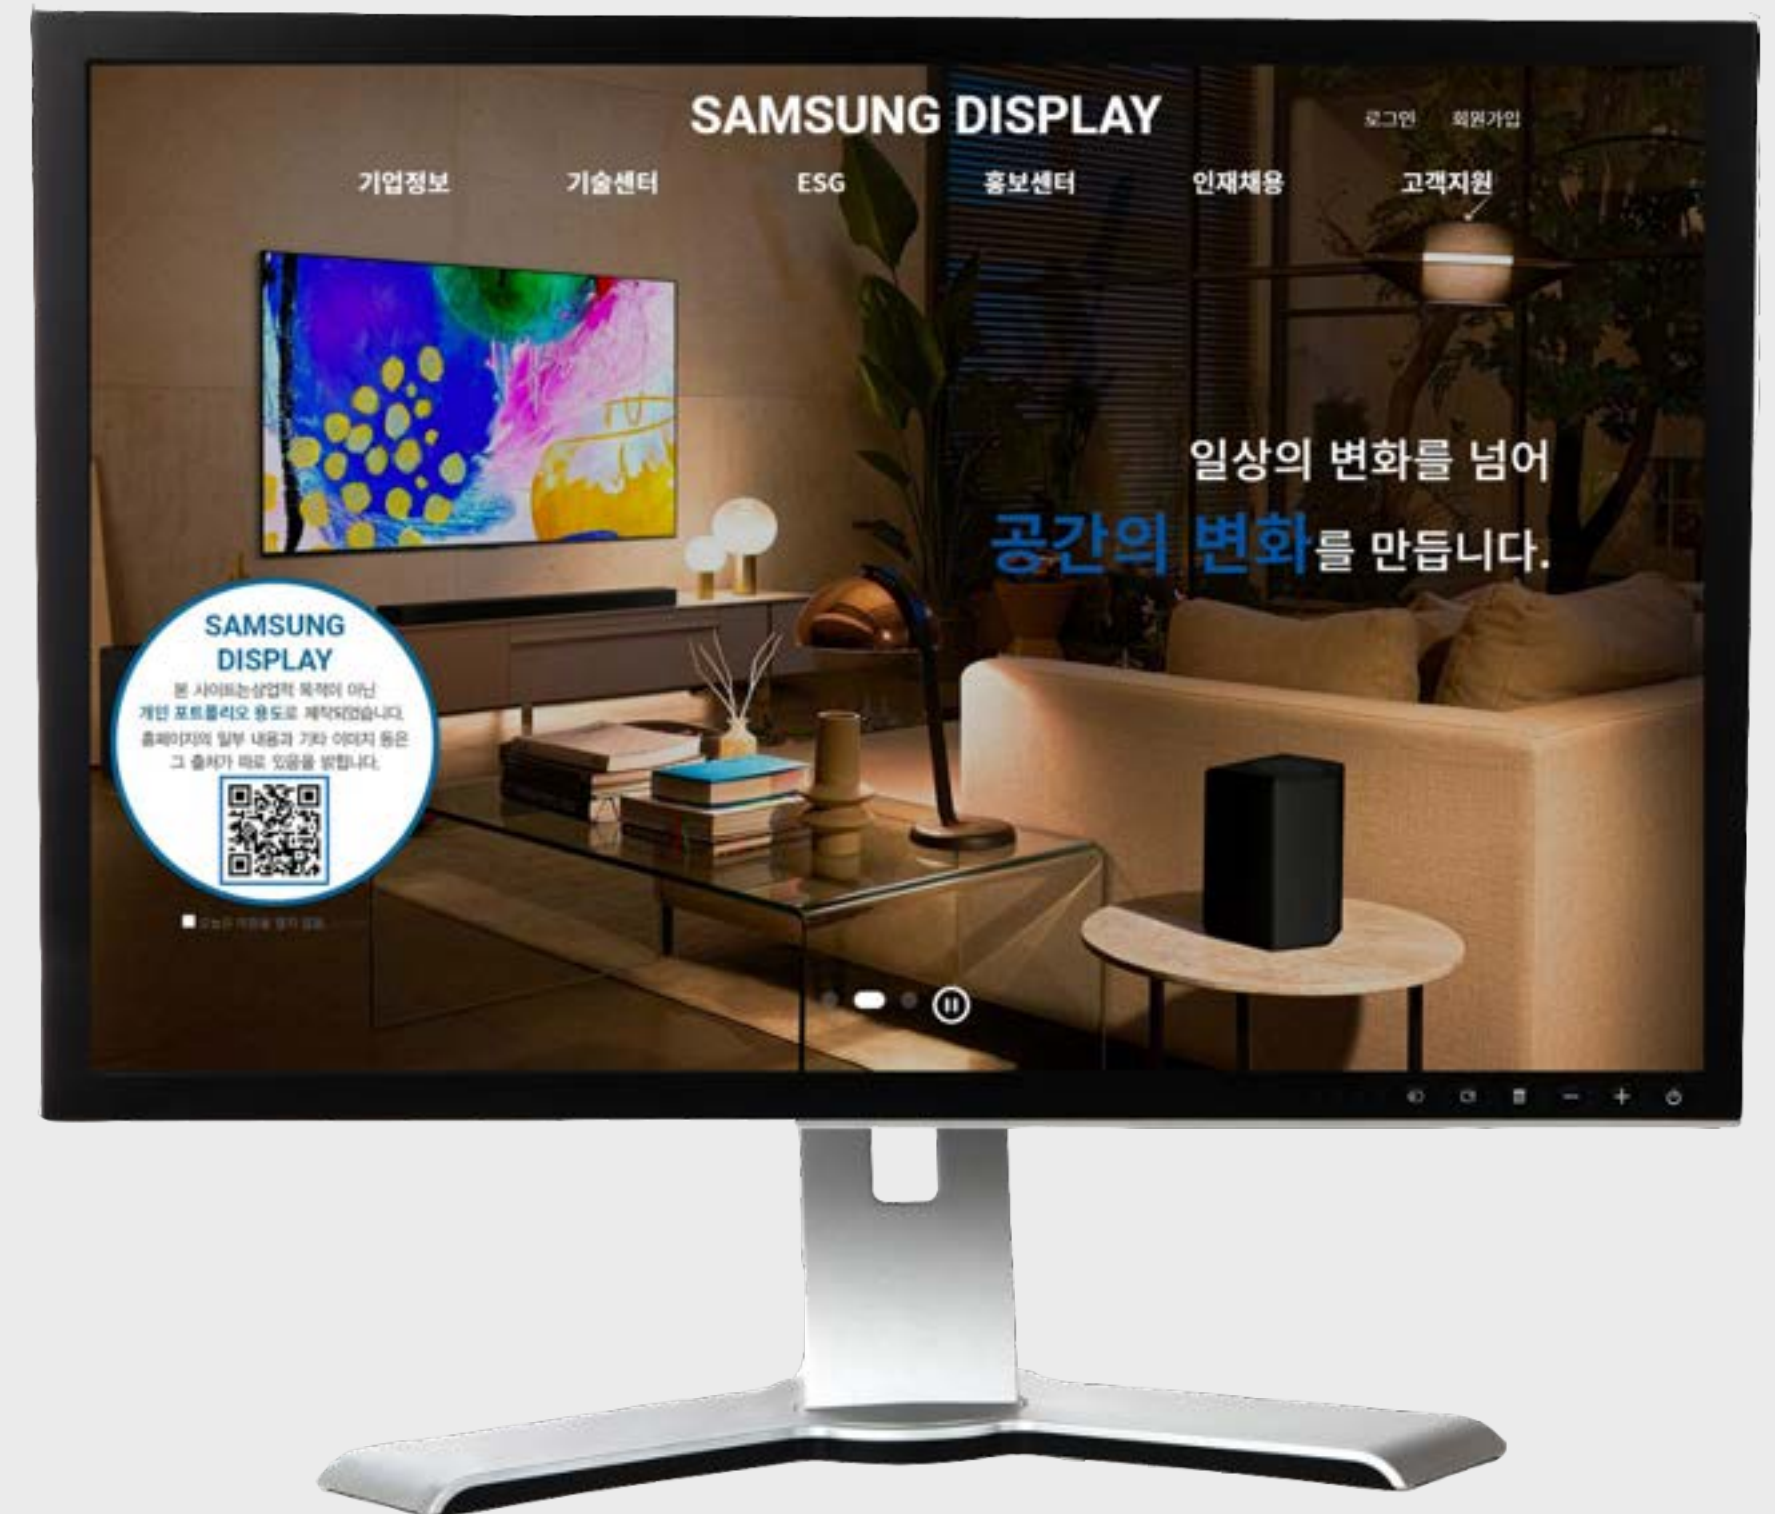 SAMSUNG DISPLAY
로그인 회원가입
기업정보 기술센터 ESG 홍보센터 인재채용 고객지원
일상의 변화를 넘어
공간의 변화를 만듭니다.
SAMSUNG
DISPLAY
본 사이트는상업적 목적이 아닌
개인 포트폴리오 용도로 제작되었습니다.
홈페이지의 일부 내용과 기타 이미지 등은
그 출처가 따로 있음을 밝힙니다.